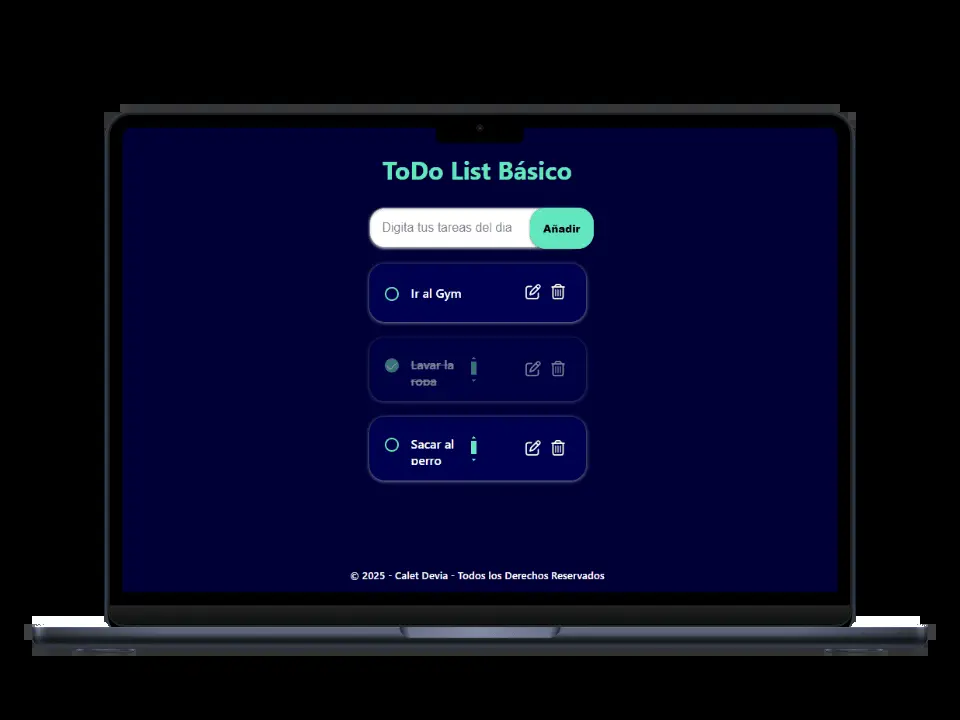 ToDo List Básico
Digita tus tareas del dia
Añadir
Ir al Gym
Lavar la
ropa
Sacar al
perro
© 2025 - Calet Devia - Todos los Derechos Reservados